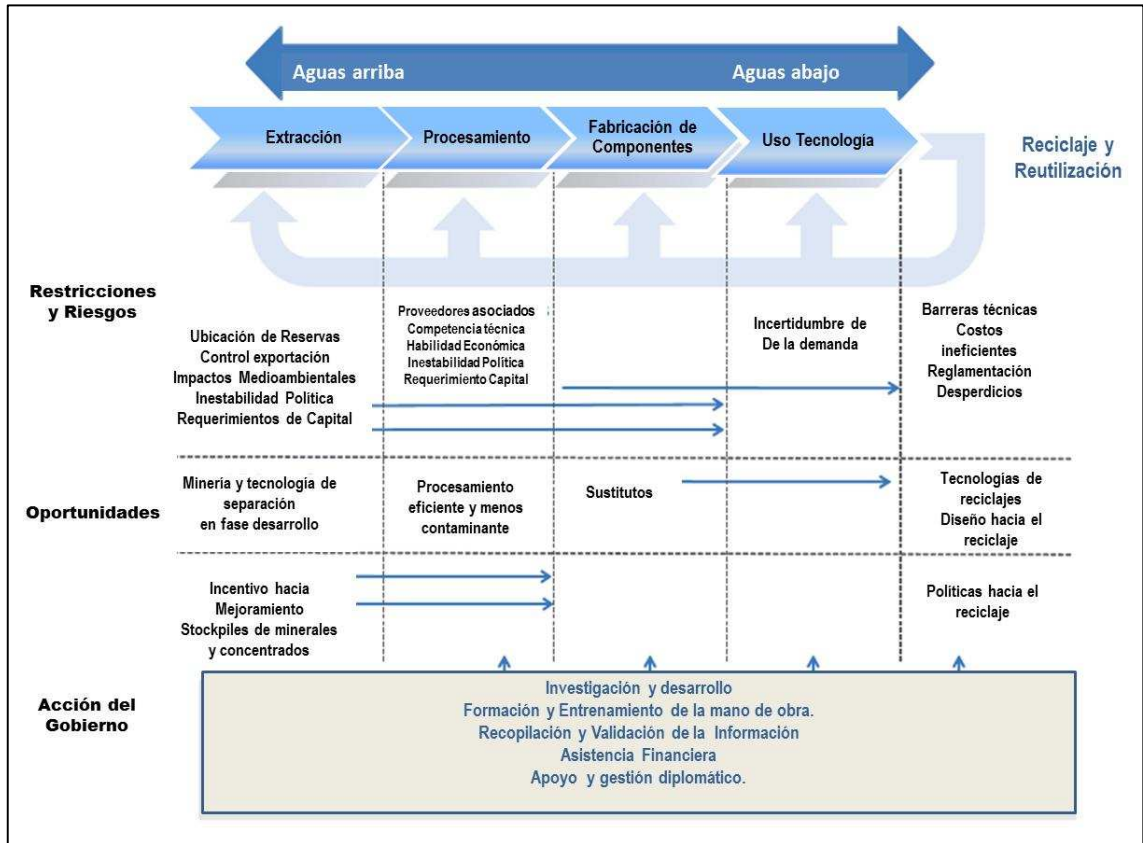 Aguas arriba
Aguas abajo
Extracción
Procesamiento
Fabricación de
Componentes
Uso Tecnología
Reciclaje y
Reutilización
Restricciones
y Riesgos
Ubicación de Reservas
Control exportación
Impactos Medioambientales
Inestabilidad Política
Requerimientos de Capital
Proveedores asociados
Competencia técnica
Habilidad Económica
Inestabilidad Política
Requerimiento Capital
Incertidumbre de
De la demanda
Barreras técnicas
Costos
ineficientes
Reglamentación
Desperdicios
Oportunidades
Minería y tecnología de
separación
en fase desarrollo
Procesamiento
eficiente y menos
contaminante
Sustitutos
Tecnologías de
reciclajes
Diseño hacia el
reciclaje
Incentivo hacia
Mejoramiento
Stockpiles de minerales
y concentrados
Políticas hacia el
reciclaje
Acción del
Gobierno
Investigación y desarrollo
Formación y Entrenamiento de la mano de obra.
Recopilación y Validación de la Información
Asistencia Financiera
Apoyo y gestión diplomático.